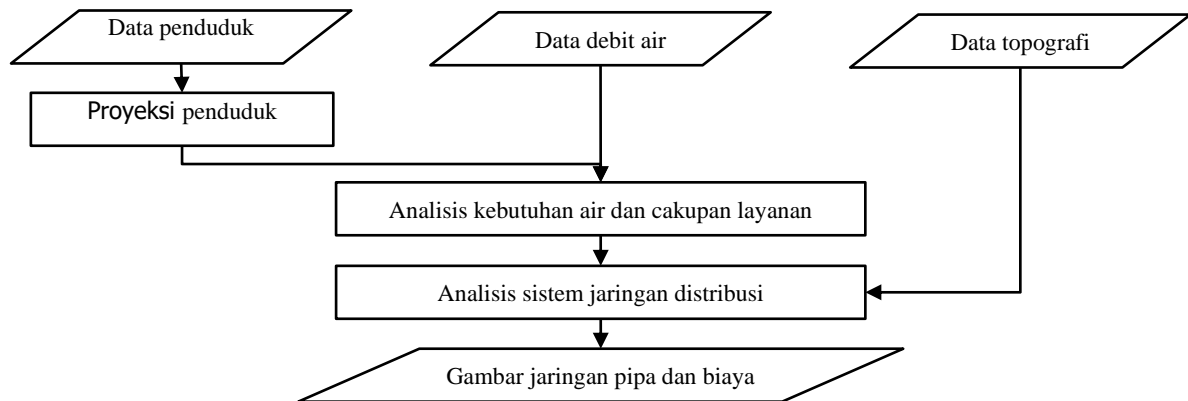 Data penduduk
Data debit air
Data topografi
Proyeksi penduduk
Analisis kebutuhan air dan cakupan layanan
Analisis sistem jaringan distribusi
Gambar jaringan pipa dan biaya